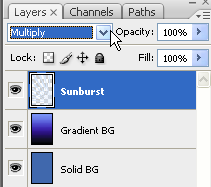 Layers × Channels Paths
Multiply Opacity: 100%
Lock: Fill: 100%
Sunburst
Gradient BG
Solid BG